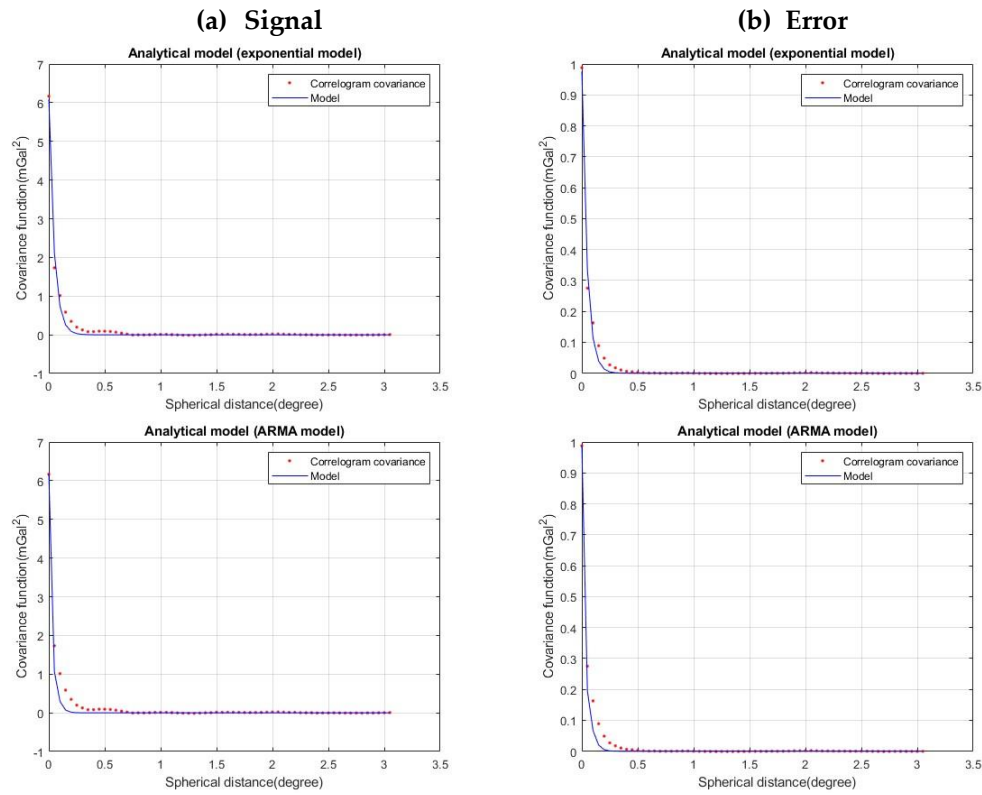 (a) Signal
Analytical model (exponential model)
Correlogram covariance
Model
Covariance function(mGal²)
7
6
5
4
3
2
1
0
-1
0 0.5 1 1.5 2 2.5 3 3.5
Spherical distance(degree)
(b) Error
Analytical model (exponential model)
Correlogram covariance
Model
Covariance function(mGal²)
1
0.9
0.8
0.7
0.6
0.5
0.4
0.3
0.2
0.1
0
0 0.5 1 1.5 2 2.5 3 3.5
Spherical distance(degree)
Analytical model (ARMA model)
Correlogram covariance
Model
Covariance function(mGal²)
7
6
5
4
3
2
1
0
-1
0 0.5 1 1.5 2 2.5 3 3.5
Spherical distance(degree)
Analytical model (ARMA model)
Correlogram covariance
Model
Covariance function(mGal²)
1
0.9
0.8
0.7
0.6
0.5
0.4
0.3
0.2
0.1
0
0 0.5 1 1.5 2 2.5 3 3.5
Spherical distance(degree)